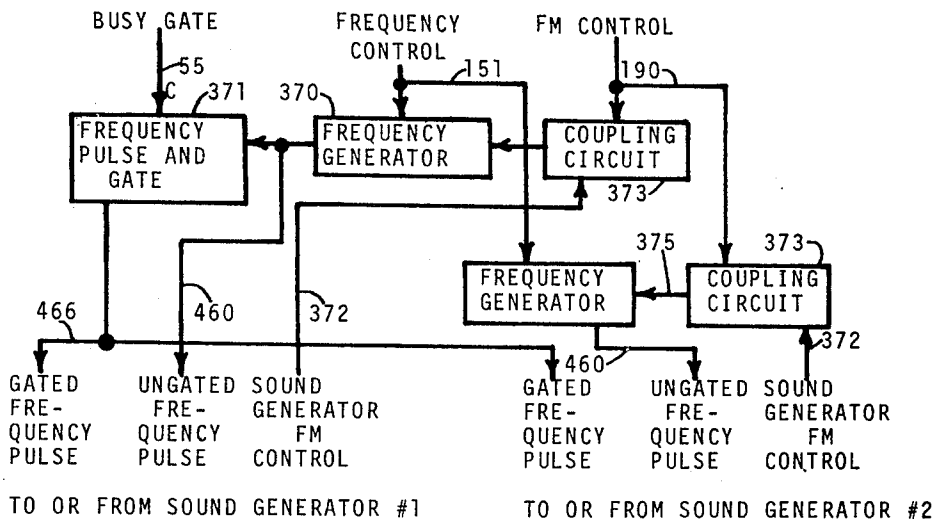 BUSY GATE
FREQUENCY
CONTROL
FM CONTROL
55
C
371
370
151
190
FREQUENCY
PULSE AND
GATE
FREQUENCY
GENERATOR
COUPLING
CIRCUIT
373
375
373
FREQUENCY
GENERATOR
COUPLING
CIRCUIT
466
460
372
460
372
GATED
FRE-
QUENCY
PULSE
UNGATED
FRE-
QUENCY
PULSE
SOUND
GENERATOR
FM
CONTROL
GATED
FRE-
QUENCY
PULSE
UNGATED
FRE-
QUENCY
PULSE
SOUND
GENERATOR
FM
CONTROL
TO OR FROM SOUND GENERATOR #1
TO OR FROM SOUND GENERATOR #2